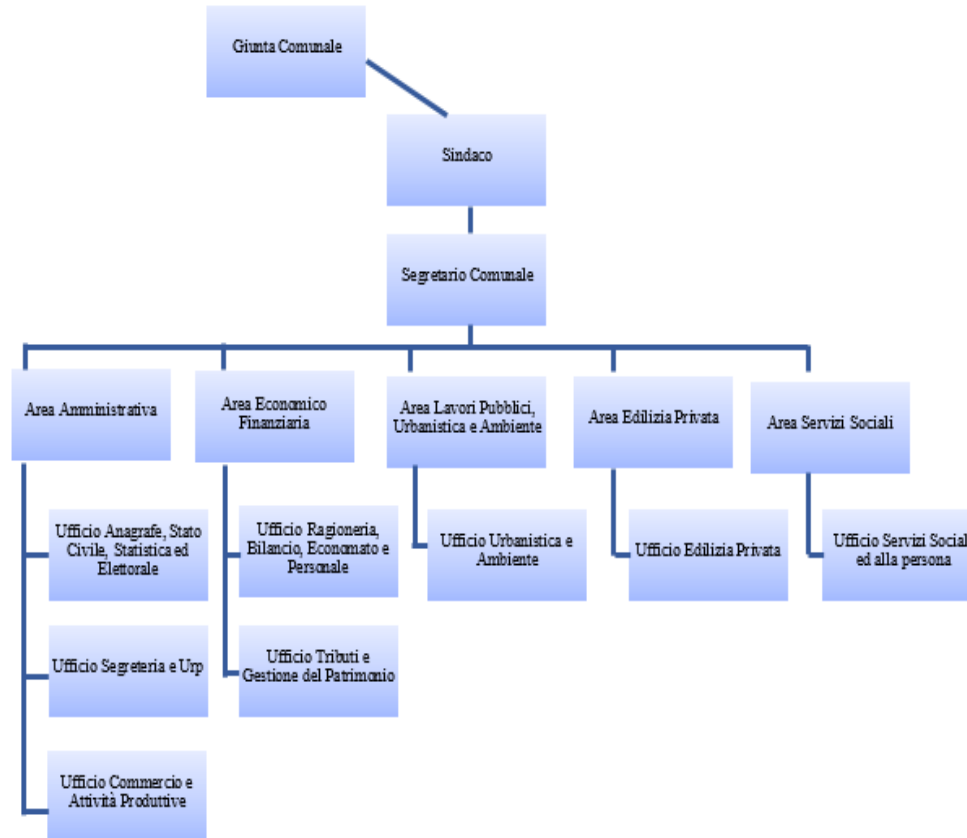 Giunta Comunale
Sindaco
Segretario Comunale
Area Amministrativa
Area Economico
Finanziaria
Area Lavori Pubblici,
Urbanistica e Ambiente
Area Edilizia Privata
Area Servizi Sociali
Ufficio Anagrafe, Stato
Civile, Statistica ed
Elettorale
Ufficio Ragioneria,
Bilancio, Economato e
Personale
Ufficio Urbanistica e
Ambiente
Ufficio Edilizia Privata
Ufficio Servizi Sociali
ed alla persona
Ufficio Segreteria e Urp
Ufficio Tributi e
Gestione del Patrimonio
Ufficio Commercio e
Attività Produttive